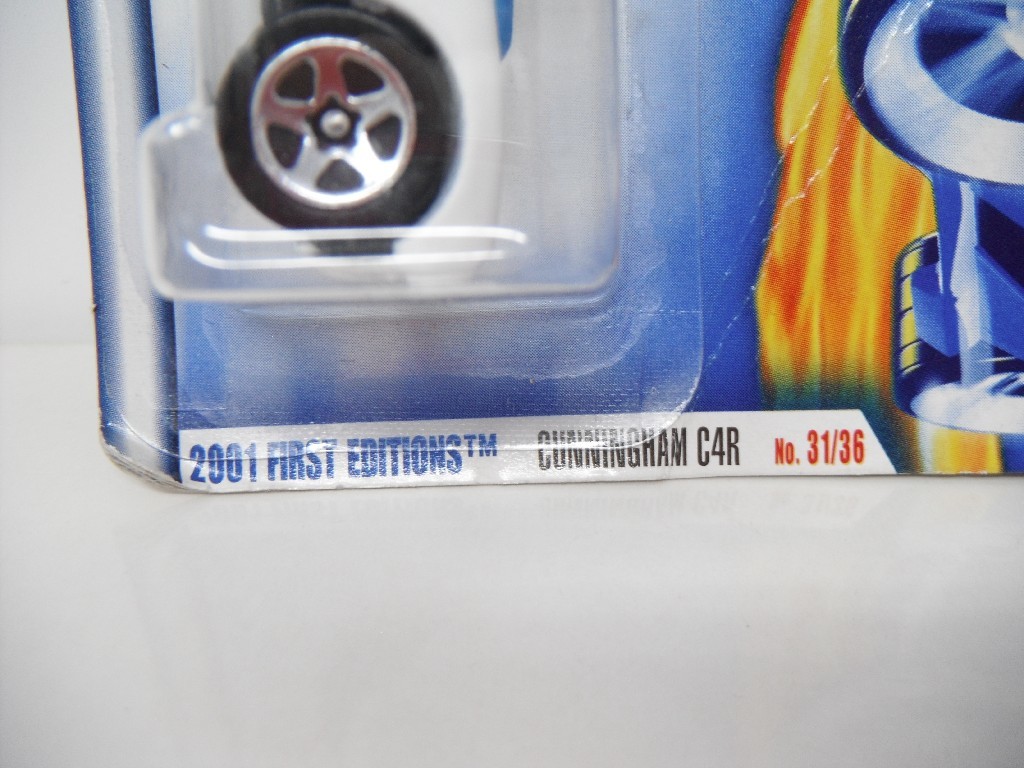 2001 FIRST EDITIONS™ CUNNINGHAM C4R No. 31/36